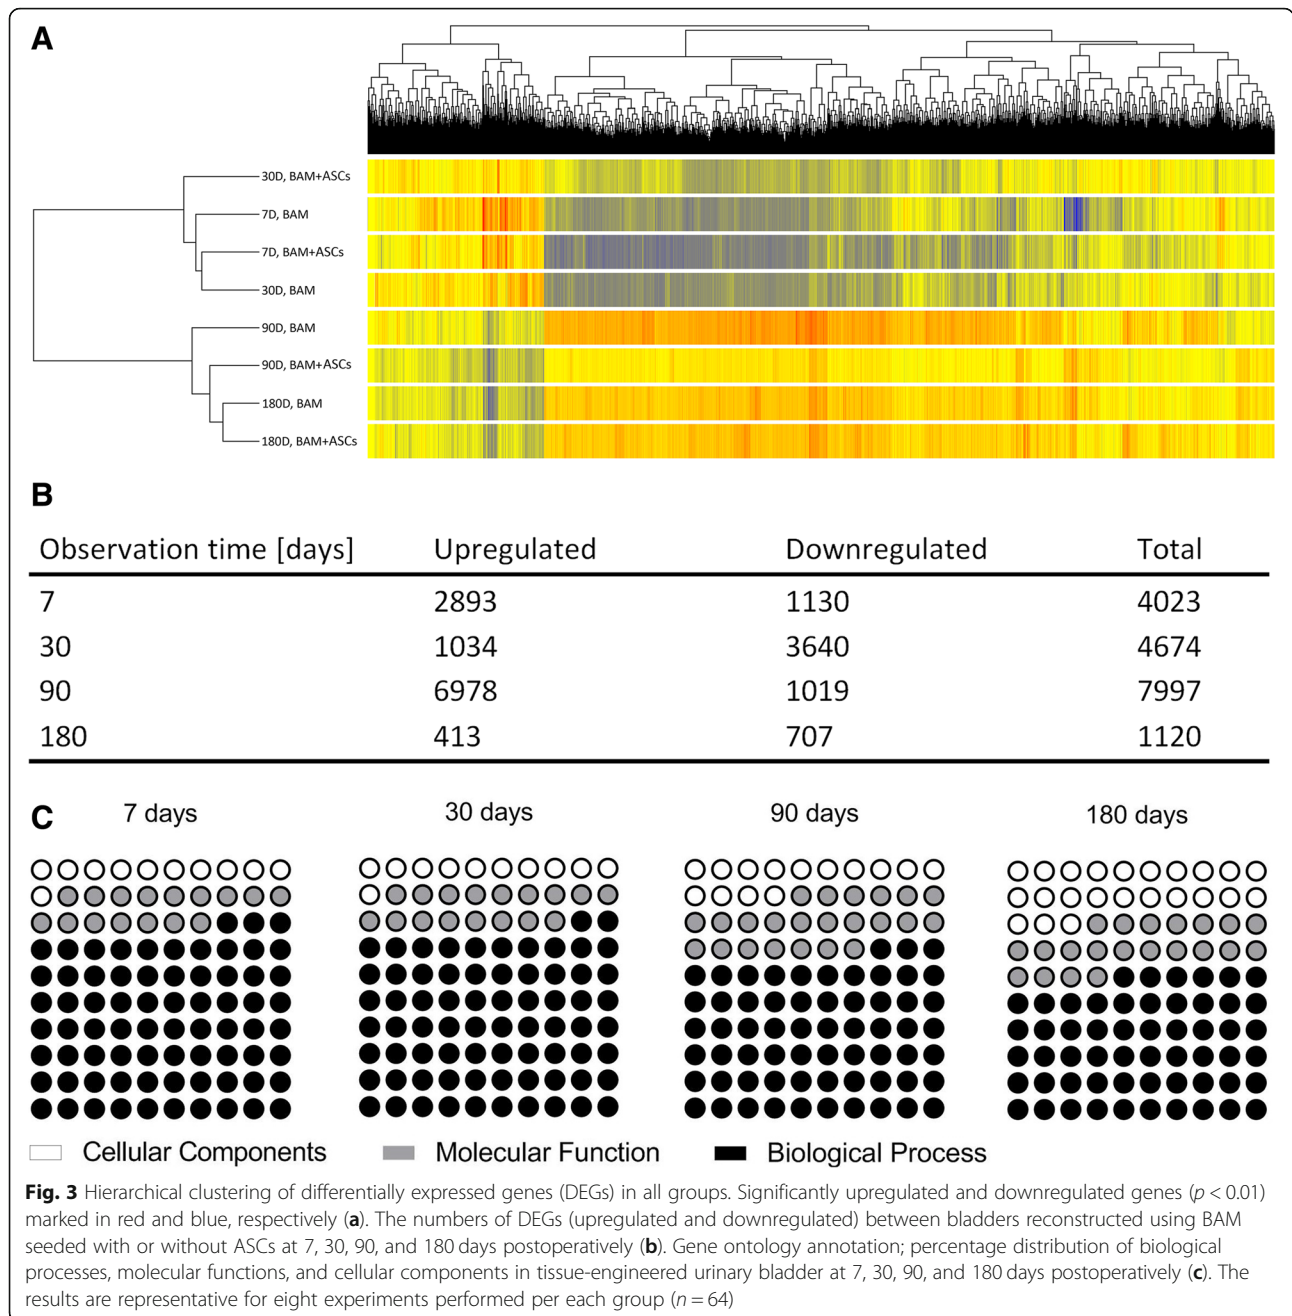 A
30D, BAM+ASCs
7D, BAM
7D, BAM+ASCs
30D, BAM
90D, BAM
90D, BAM+ASCs
180D, BAM
180D, BAM+ASCs
B
Observation time [days] Upregulated Downregulated Total
7 2893 1130 4023
30 1034 3640 4674
90 6978 1019 7997
180 413 707 1120
C
7 days 30 days 90 days 180 days
Cellular Components Molecular Function Biological Process
Fig. 3 Hierarchical clustering of differentially expressed genes (DEGs) in all groups. Significantly upregulated and downregulated genes (p < 0.01)
marked in red and blue, respectively (a). The numbers of DEGs (upregulated and downregulated) between bladders reconstructed using BAM
seeded with or without ASCs at 7, 30, 90, and 180 days postoperatively (b). Gene ontology annotation; percentage distribution of biological
processes, molecular functions, and cellular components in tissue-engineered urinary bladder at 7, 30, 90, and 180 days postoperatively (c). The
results are representative for eight experiments performed per each group (n = 64)